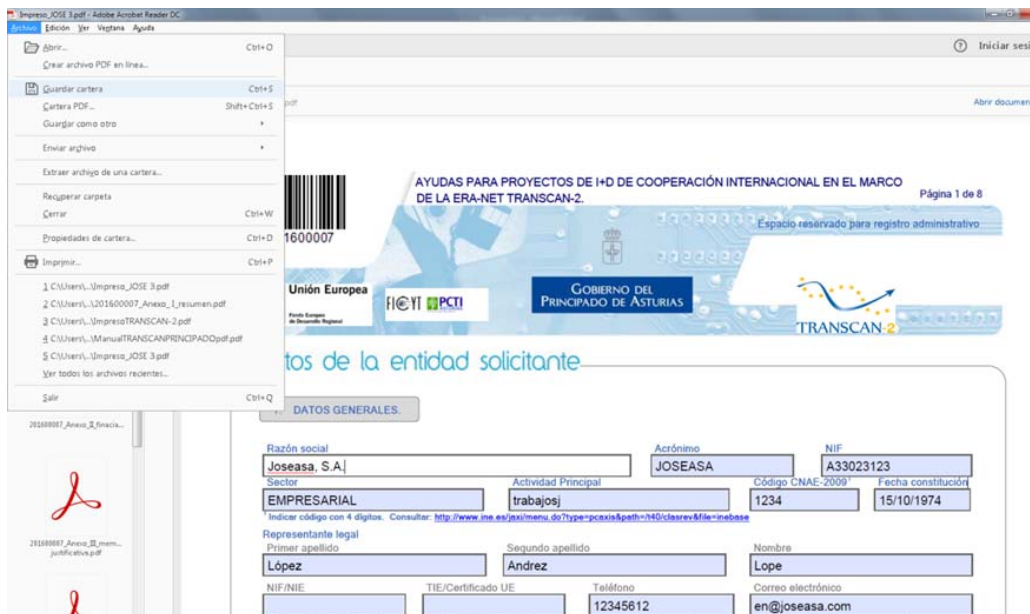 Impreso_JOSE 3.pdf - Adobe Acrobat Reader DC
Archivo Edición Ver Ventana Ayuda
Abrir... Ctrl+O
Crear archivo PDF en línea...
Guardar cartera Ctrl+S
Cartera PDF... Shift+Ctrl+S
Guardar como otro
Enviar archivo
Extraer archivo de una cartera...
Recuperar carpeta
Cerrar Ctrl+W
Propiedades de cartera... Ctrl+D
Imprimir... Ctrl+P
1 C:\Users\...\Impreso_JOSE 3.pdf
2 C:\Users\...\201600007_Anexo_I_resumen.pdf
3 C:\Users\...\ImpresoTRANSCAN-2.pdf
4 C:\Users\...\ManualTRANSCANPRINCIPADOpdf.pdf
5 C:\Users\...\Impreso_JOSE 3.pdf
Ver todos los archivos recientes...
Salir Ctrl+Q
201600007_Anexo_II_finacia...
201600007_Anexo_III_mem...
justificativa.pdf
Iniciar sesi
pdf
Abrir documen
AYUDAS PARA PROYECTOS DE I+D DE COOPERACIÓN INTERNACIONAL EN EL MARCO
DE LA ERA-NET TRANSCAN-2.
Página 1 de 8
Espacio reservado para registro administrativo
1600007
Unión Europea
Fondo Europeo
de Desarrollo Regional
FICYT PCTI
GOBIERNO DEL
PRINCIPADO DE ASTURIAS
TRANSCAN-2
tos de la entidad solicitante
DATOS GENERALES.
Razón social Acrónimo NIF
Joseasa, S.A. JOSEASA A33023123
Sector Actividad Principal Código CNAE-2009¹ Fecha constitución
EMPRESARIAL trabajosj 1234 15/10/1974
¹ Indicar código con 4 dígitos. Consultar: http://www.ine.es/jaxi/menu.do?type=pcaxis&path=/t40/clasrev&file=inebase
Representante legal
Primer apellido Segundo apellido Nombre
López Andrez Lope
NIF/NIE TIE/Certificado UE Teléfono Correo electrónico
12345612 en@joseasa.com